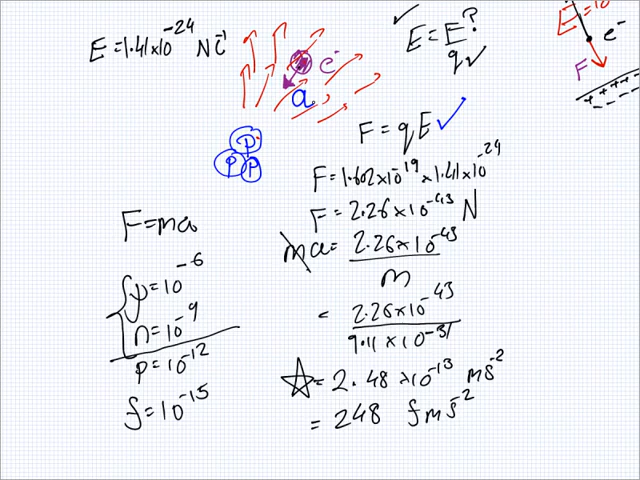 E = 1.41×10⁻²⁴ N C⁻¹
e⁻
a
P
P P
✓
E = E?
q ✓
E = 10
e⁻
F
++++
F = qE ✓
F = 1.602×10⁻¹⁹ × 1.41×10⁻²⁴
F = 2.26×10⁻⁴³ N
ma = 2.26×10⁻⁴³
m
= 2.26×10⁻⁴³
9.11×10⁻³¹
☆ = 2.48×10⁻¹³ ms⁻²
= 248 fms⁻²
F = ma
μ = 10⁻⁶
n = 10⁻⁹
p = 10⁻¹²
f = 10⁻¹⁵